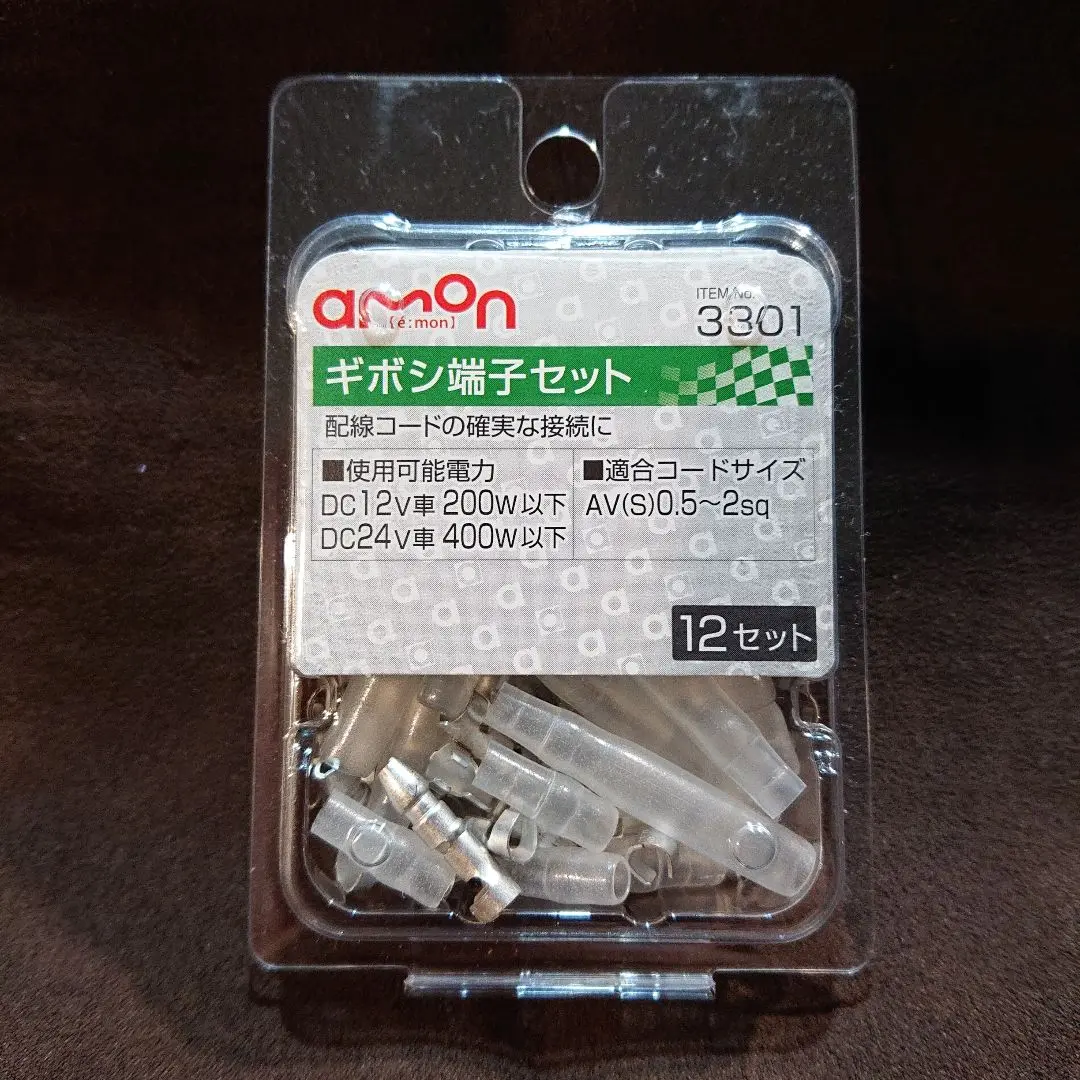 amon
[é:mon]
ITEM No.
3301
ギボシ端子セット
配線コードの確実な接続に
■使用可能電力
DC12V車 200W以下
DC24V車 400W以下
■適合コードサイズ
AV(S)0.5〜2sq
12セット